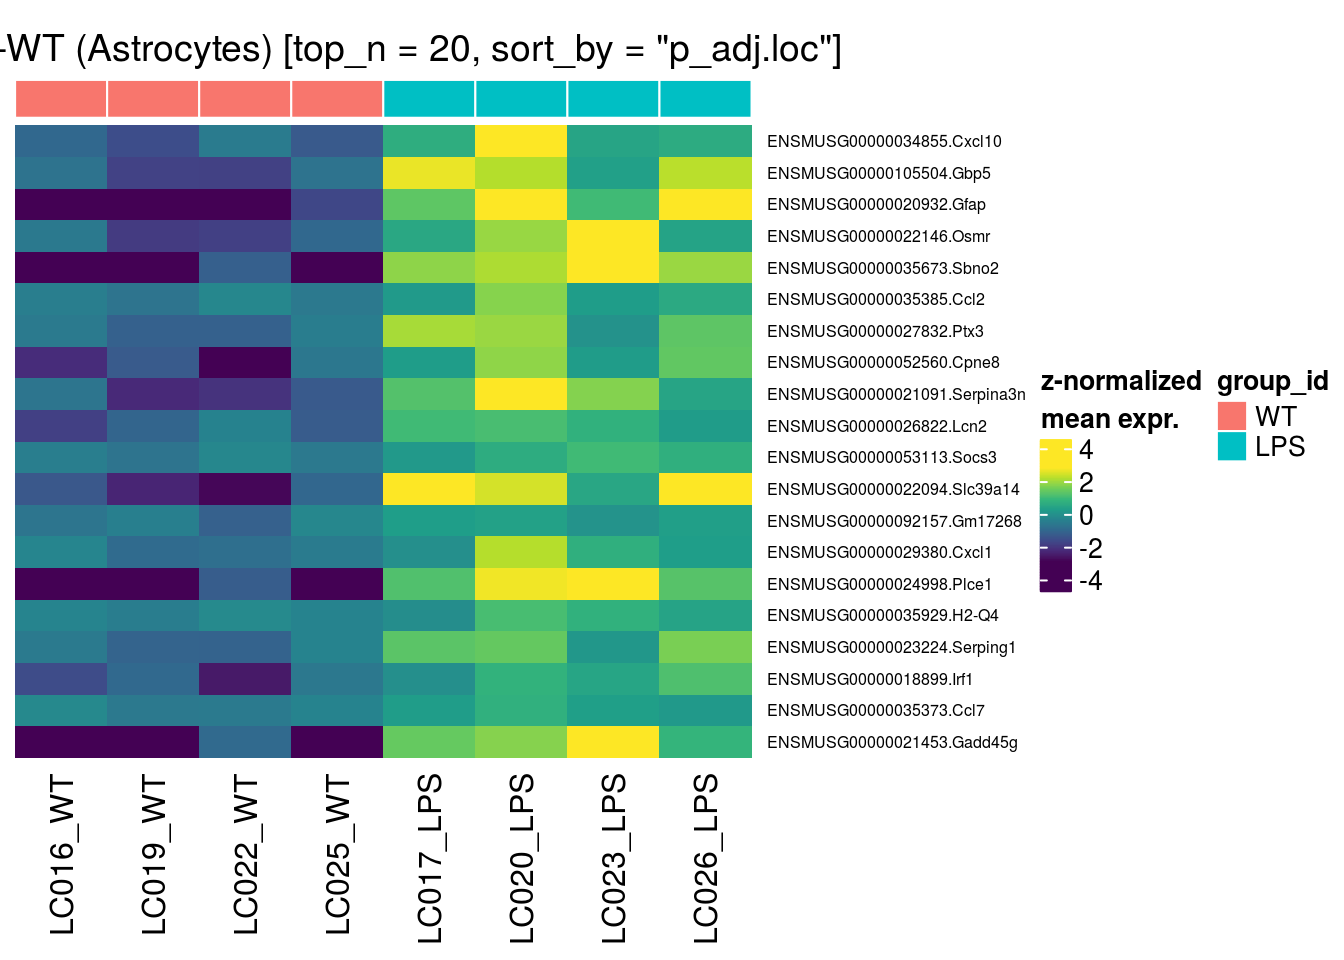 -WT (Astrocytes) [top_n = 20, sort_by = "p_adj.loc"]
ENSMUSG00000034855.Cxcl10
ENSMUSG00000105504.Gbp5
ENSMUSG00000020932.Gfap
ENSMUSG00000022146.Osmr
ENSMUSG00000035673.Sbno2
ENSMUSG00000035385.Ccl2
ENSMUSG00000027832.Ptx3
ENSMUSG00000052560.Cpne8
ENSMUSG00000021091.Serpina3n
ENSMUSG00000026822.Lcn2
ENSMUSG00000053113.Socs3
ENSMUSG00000022094.Slc39a14
ENSMUSG00000092157.Gm17268
ENSMUSG00000029380.Cxcl1
ENSMUSG00000024998.Plce1
ENSMUSG00000035929.H2-Q4
ENSMUSG00000023224.Serping1
ENSMUSG00000018899.Irf1
ENSMUSG00000035373.Ccl7
ENSMUSG00000021453.Gadd45g
z-normalized
mean expr.
4
2
0
-2
-4
group_id
WT
LPS
LC016_WT
LC019_WT
LC022_WT
LC025_WT
LC017_LPS
LC020_LPS
LC023_LPS
LC026_LPS